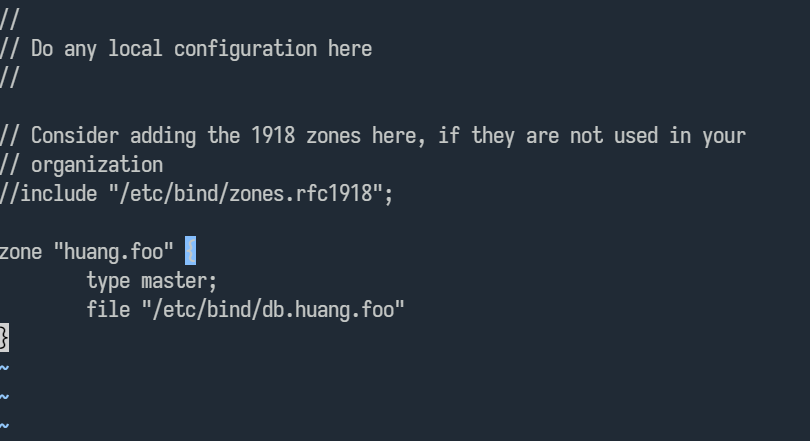 //
// Do any local configuration here
//
// Consider adding the 1918 zones here, if they are not used in your
// organization
//include "/etc/bind/zones.rfc1918";
zone "huang.foo" {
type master;
file "/etc/bind/db.huang.foo"
}
~
~
~